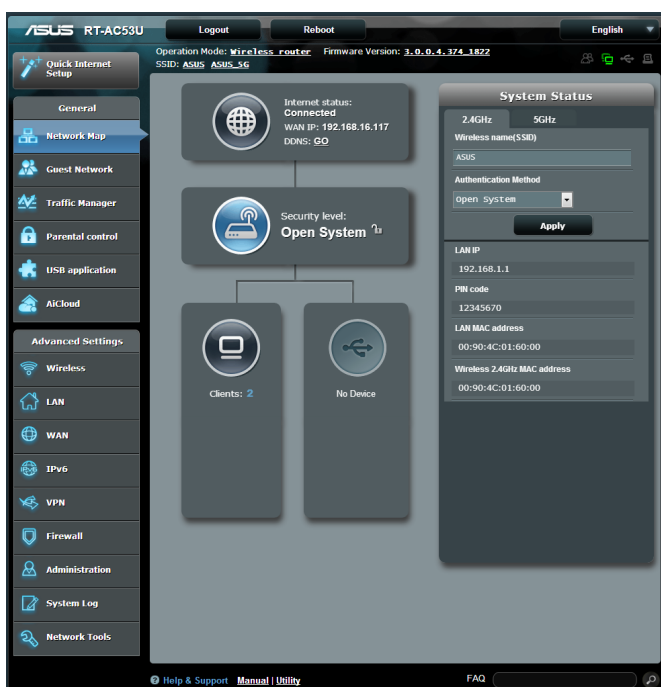 ASUS RT-AC53U
Logout
Reboot
English
Operation Mode: Wireless router Firmware Version: 3.0.0.4.374_1822
SSID: ASUS ASUS_5G
Quick Internet
Setup
General
Network Map
Guest Network
Traffic Manager
Parental control
USB application
AiCloud
Advanced Settings
Wireless
LAN
WAN
IPv6
IPv6
VPN
Firewall
Administration
System Log
Network Tools
Internet status:
Connected
WAN IP: 192.168.16.117
DDNS: GO
Security level:
Open System
Clients: 2
No Device
System Status
2.4GHz
5GHz
Wireless name(SSID)
ASUS
Authentication Method
Open System
Apply
LAN IP
192.168.1.1
PIN code
12345670
LAN MAC address
00:90:4C:01:60:00
Wireless 2.4GHz MAC address
00:90:4C:01:60:00
Help & Support Manual | Utility
FAQ